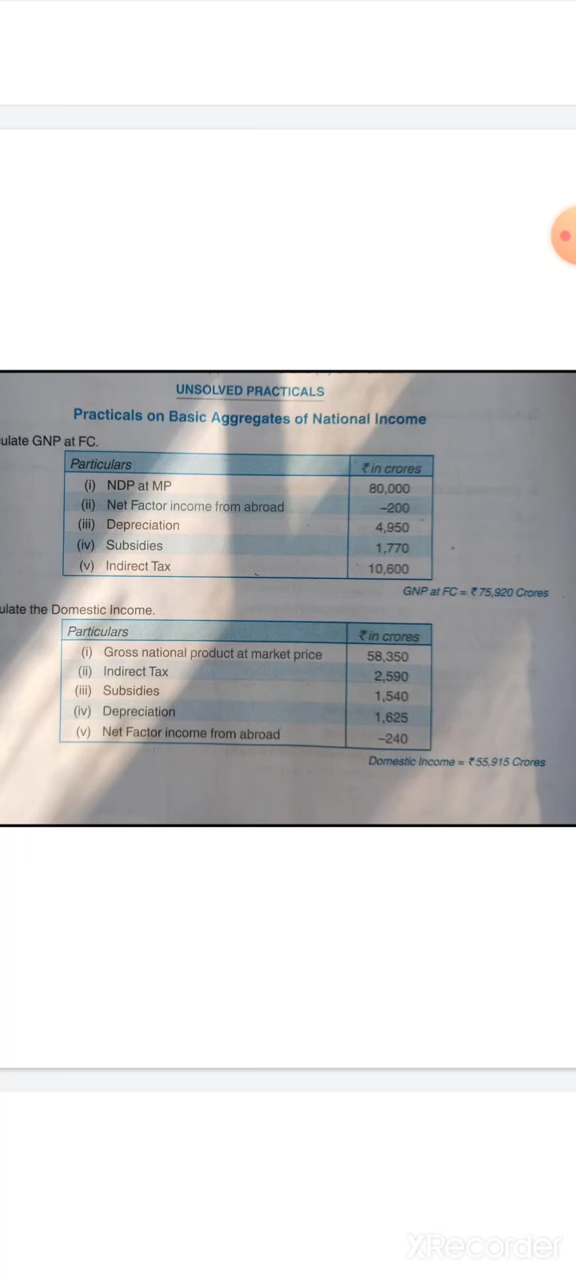 UNSOLVED PRACTICALS
Practicals on Basic Aggregates of National Income
ulate GNP at FC.
Particulars ₹ in crores
(i) NDP at MP 80,000
(ii) Net Factor income from abroad –200
(iii) Depreciation 4,950
(iv) Subsidies 1,770
(v) Indirect Tax 10,600
GNP at FC = ₹ 75,920 Crores
ulate the Domestic Income.
Particulars ₹ in crores
(i) Gross national product at market price 58,350
(ii) Indirect Tax 2,590
(iii) Subsidies 1,540
(iv) Depreciation 1,625
(v) Net Factor income from abroad –240
Domestic Income = ₹ 55,915 Crores
XRecorder